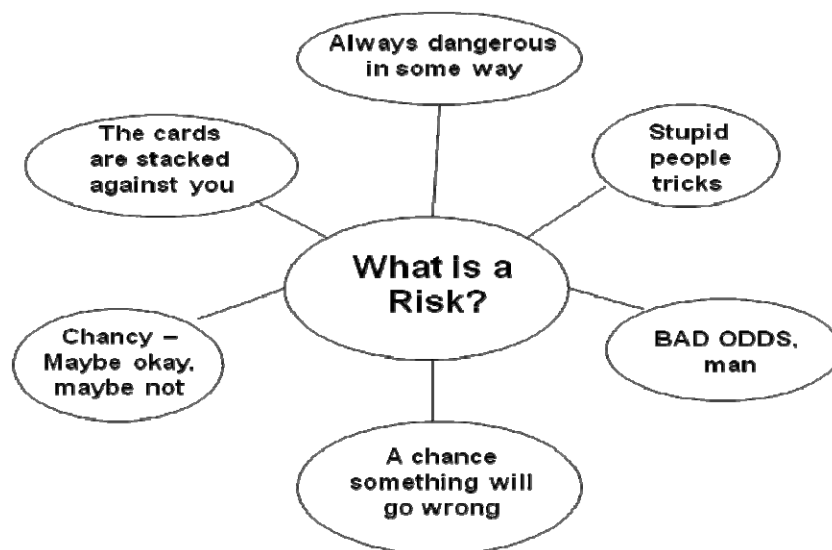 Always dangerous
in some way
The cards
are stacked
against you
Stupid
people
tricks
What is a
Risk?
Chancy –
Maybe okay,
maybe not
BAD ODDS,
man
A chance
something will
go wrong